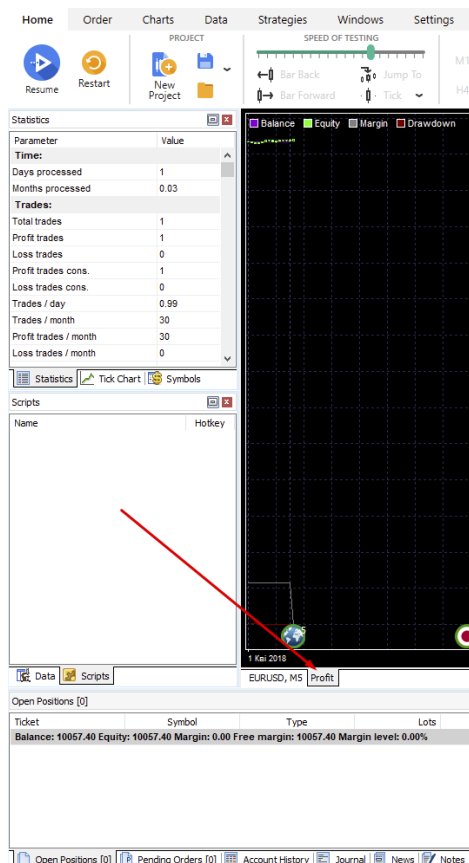 Home Order Charts Data Strategies Windows Settings
PROJECT SPEED OF TESTING
Resume Restart New Project Bar Back Jump To M1
Bar Forward Tick H4
Statistics
Parameter Value
Time:
Days processed 1
Months processed 0.03
Trades:
Total trades 1
Profit trades 1
Loss trades 0
Profit trades cons. 1
Loss trades cons. 0
Trades / day 0.99
Trades / month 30
Profit trades / month 30
Loss trades / month 0
Statistics Tick Chart Symbols
Balance Equity Margin Drawdown
Scripts
Name Hotkey
5
1 Kві 2018
Data Scripts
EURUSD, M5 Profit
Open Positions [0]
Ticket Symbol Type Lots
Balance: 10057.40 Equity: 10057.40 Margin: 0.00 Free margin: 10057.40 Margin level: 0.00%
Open Positions [0] Pending Orders [0] Account History Journal News Notes